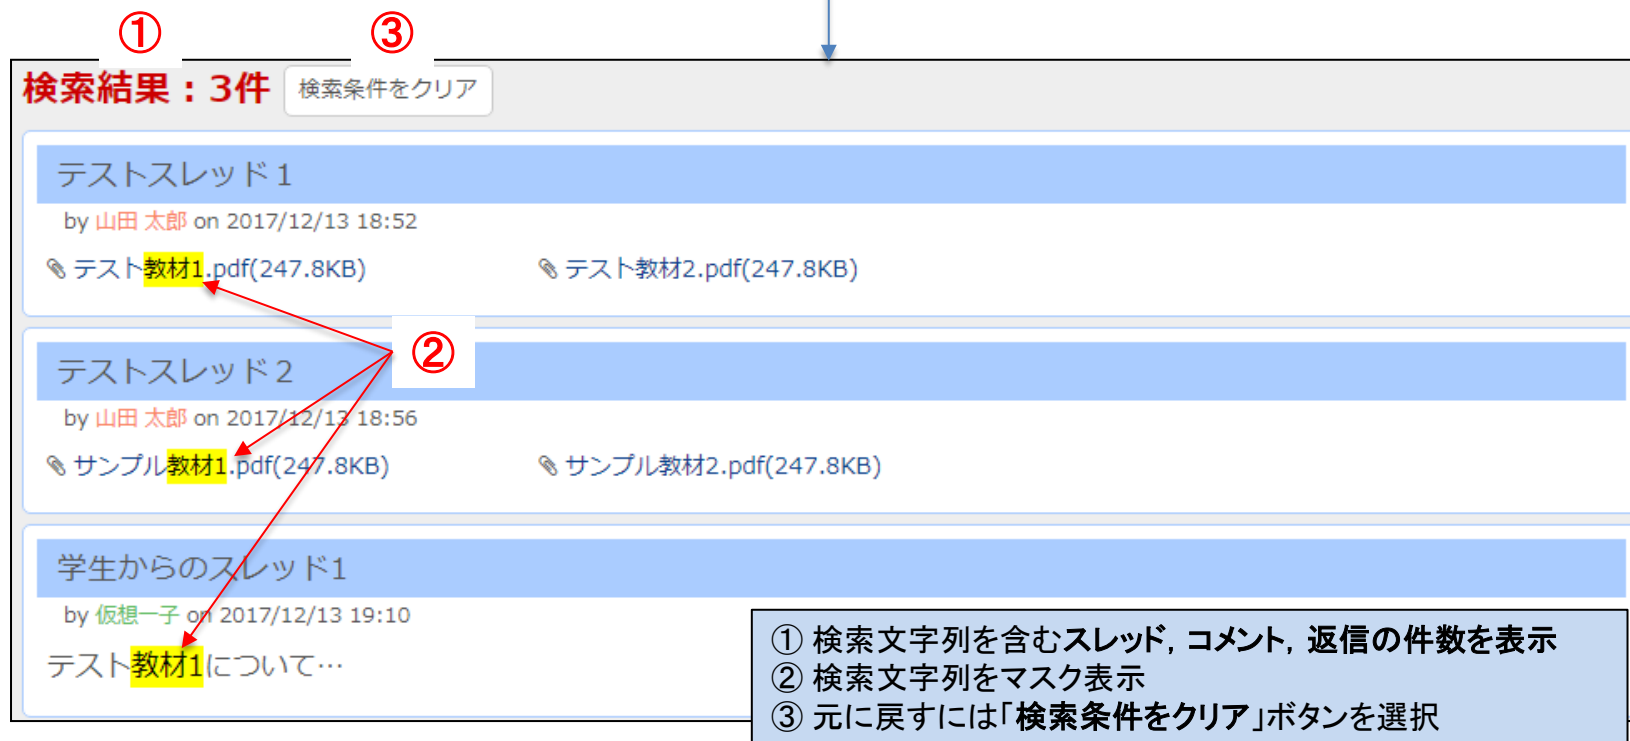 ① ③
検索結果：3件 検索条件をクリア
テストスレッド１
by 山田 太郎 on 2017/12/13 18:52
テスト教材1.pdf(247.8KB) テスト教材2.pdf(247.8KB)
②
テストスレッド２
by 山田 太郎 on 2017/12/13 18:56
サンプル教材1.pdf(247.8KB) サンプル教材2.pdf(247.8KB)
学生からのスレッド1
by 仮想一子 on 2017/12/13 19:10
テスト教材1について…
① 検索文字列を含むスレッド，コメント，返信の件数を表示
② 検索文字列をマスク表示
③ 元に戻すには「検索条件をクリア」ボタンを選択